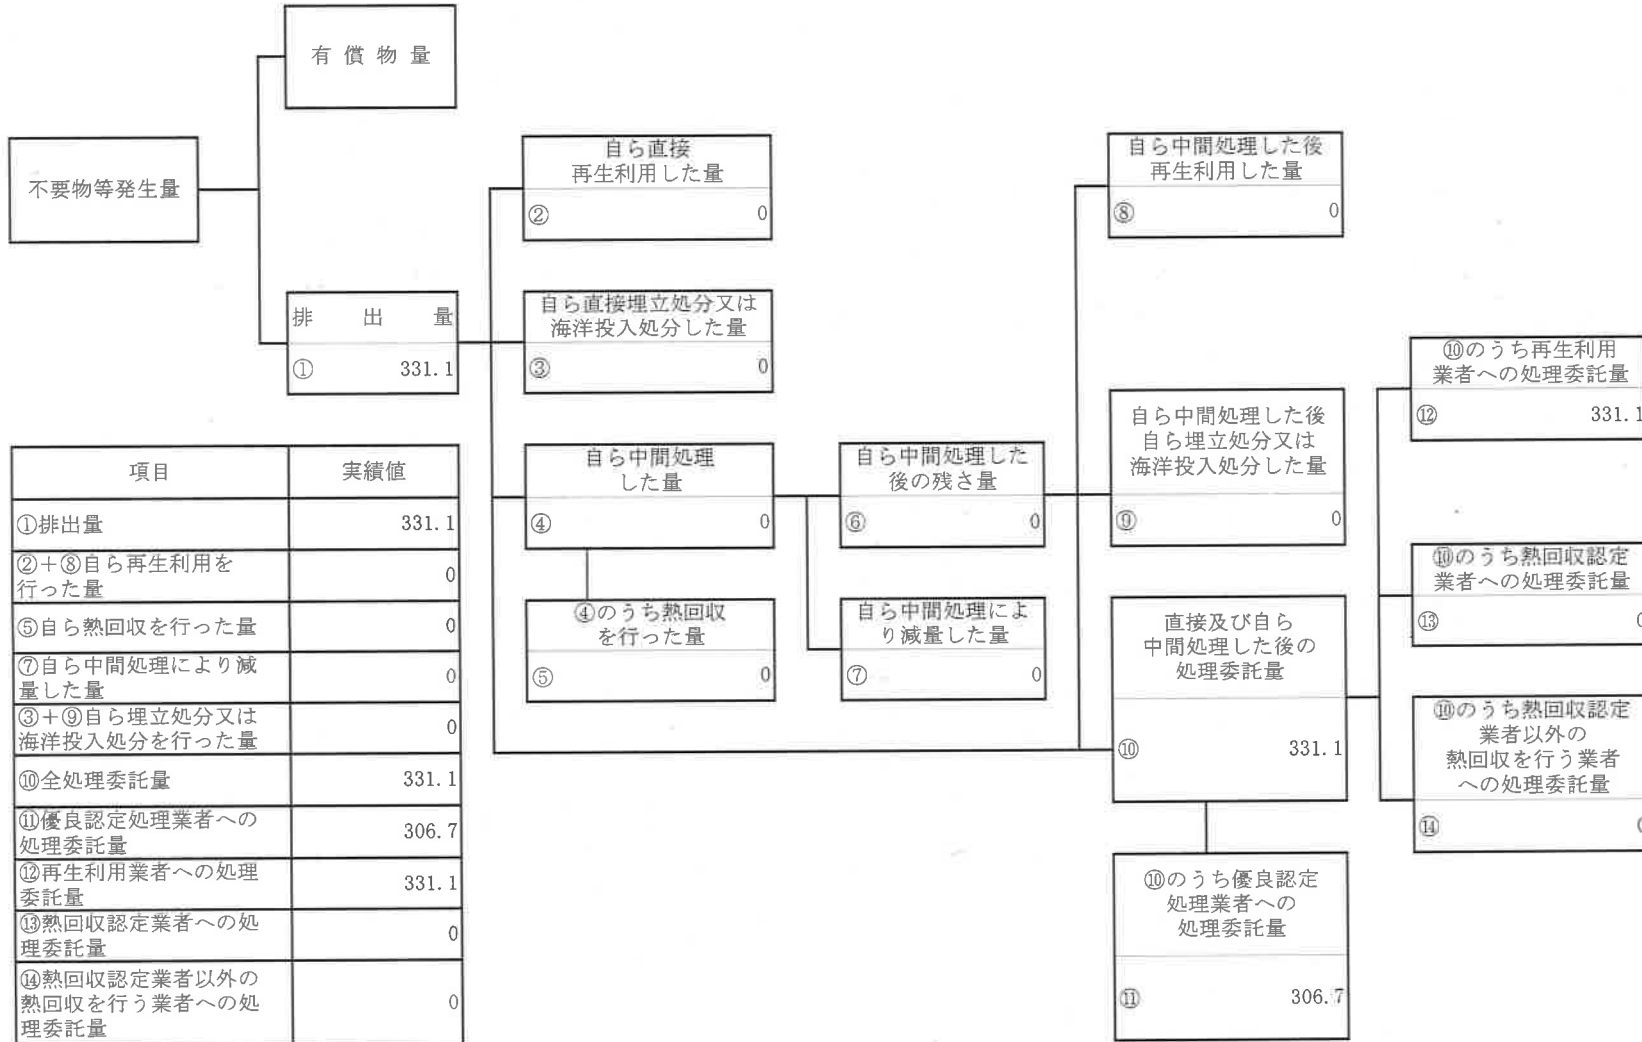 有償物量
不要物等発生量
排出量
① 331.1
自ら直接
再生利用した量
② 0
自ら直接埋立処分又は
海洋投入処分した量
③ 0
自ら中間処理
した量
④ 0
④のうち熱回収
を行った量
⑤ 0
自ら中間処理した
後の残さ量
⑥ 0
自ら中間処理によ
り減量した量
⑦ 0
自ら中間処理した後
再生利用した量
⑧ 0
自ら中間処理した後
自ら埋立処分又は
海洋投入処分した量
⑨ 0
直接及び自ら
中間処理した後の
処理委託量
⑩ 331.1
⑩のうち優良認定
処理業者への
処理委託量
⑪ 306.7
⑩のうち再生利用
業者への処理委託量
⑫ 331.1
⑩のうち熱回収認定
業者への処理委託量
⑬ 0
⑩のうち熱回収認定
業者以外の
熱回収を行う業者
への処理委託量
⑭ 0
項目 実績値
①排出量 331.1
②+⑧自ら再生利用を
行った量 0
⑤自ら熱回収を行った量 0
⑦自ら中間処理により減
量した量 0
③+⑨自ら埋立処分又は
海洋投入処分を行った量 0
⑩全処理委託量 331.1
⑪優良認定処理業者への
処理委託量 306.7
⑫再生利用業者への処理
委託量 331.1
⑬熱回収認定業者への処
理委託量 0
⑭熱回収認定業者以外の
熱回収を行う業者への処
理委託量 0